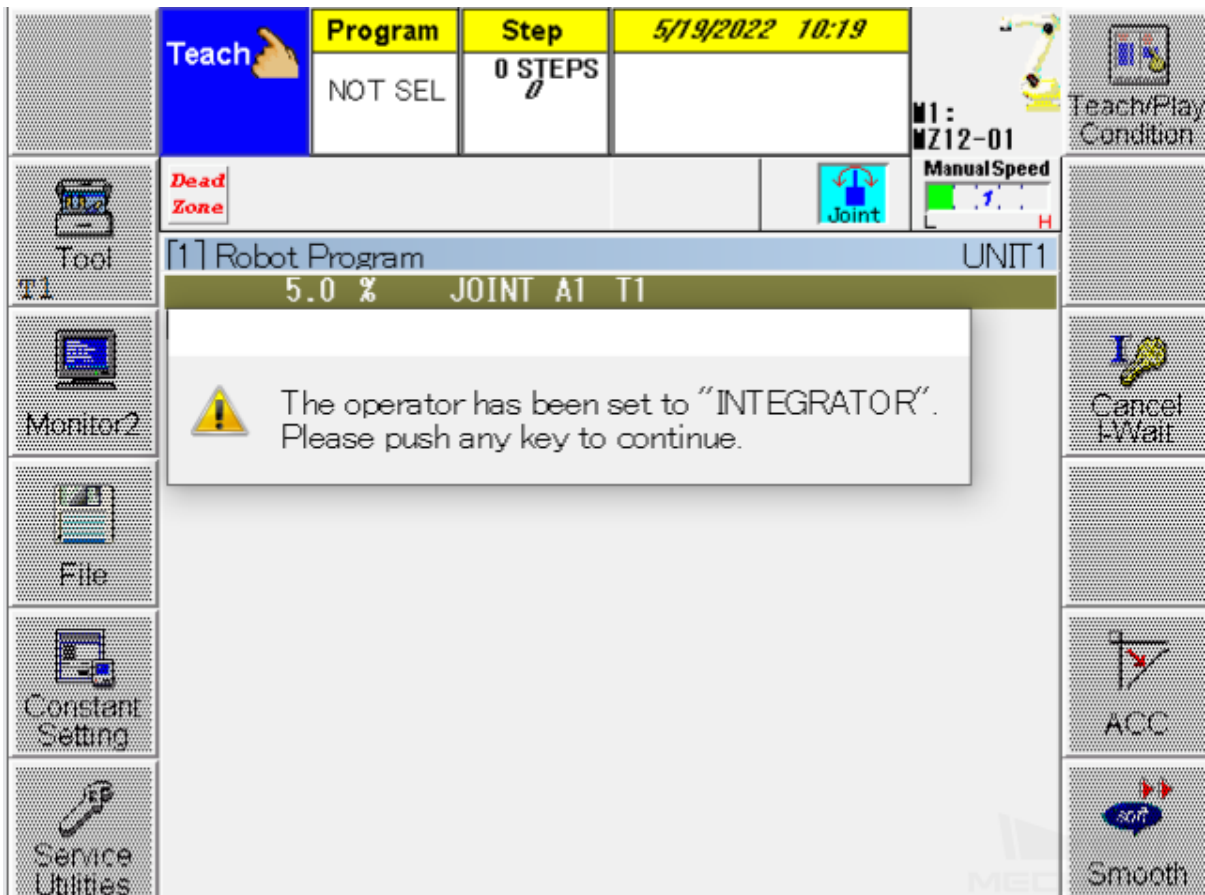 Teach
Program
NOT SEL
Step
0 STEPS
0
5/19/2022 10:19
M1:
MZ12-01
Teach/Play
Condition
Tool
T1
Dead
Zone
Joint
Manual Speed
1
L H
[1] Robot Program UNIT1
5.0 % JOINT A1 T1
The operator has been set to "INTEGRATOR".
Please push any key to continue.
Monitor2
I
Cancel
I-Wait
File
Constant
Setting
ACC
Service
Utilities
soft
Smooth
MEC